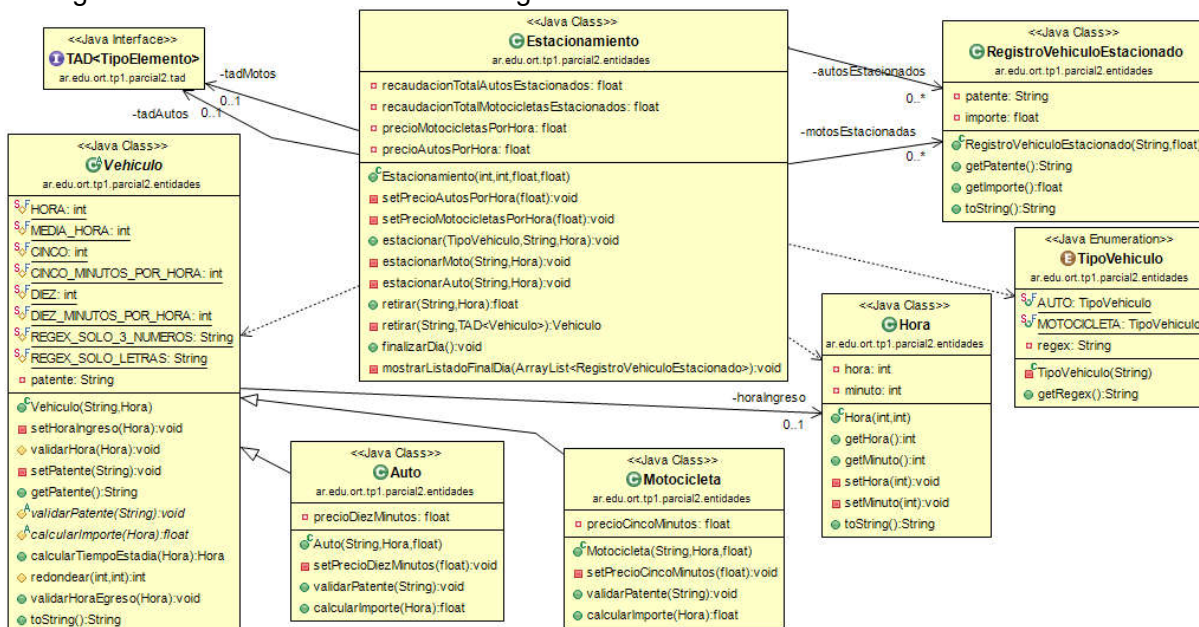 <<Java Interface>>
TAD<TipoElemento>
ar.edu.ort.tp1.parcial2.tad
-tadMotos
0..1
-tadAutos
0..1
<<Java Class>>
Estacionamiento
ar.edu.ort.tp1.parcial2.entidades
recaudacionTotalAutosEstacionados: float
recaudacionTotalMotocicletasEstacionados: float
precioMotocicletasPorHora: float
precioAutosPorHora: float
Estacionamiento(int,int,float,float)
setPrecioAutosPorHora(float):void
setPrecioMotocicletasPorHora(float):void
estacionar(TipoVehiculo,String,Hora):void
estacionarMoto(String,Hora):void
estacionarAuto(String,Hora):void
retirar(String,Hora):float
retirar(String,TAD<Vehiculo>):Vehiculo
finalizarDia():void
mostrarListadoFinalDia(ArrayList<RegistroVehiculoEstacionado>):void
-autosEstacionados
0..*
-motosEstacionadas
0..*
<<Java Class>>
RegistroVehiculoEstacionado
ar.edu.ort.tp1.parcial2.entidades
patente: String
importe: float
RegistroVehiculoEstacionado(String,float)
getPatente():String
getImporte():float
toString():String
<<Java Class>>
Vehiculo
ar.edu.ort.tp1.parcial2.entidades
HORA: int
MEDIA_HORA: int
CINCO: int
CINCO_MINUTOS_POR_HORA: int
DIEZ: int
DIEZ_MINUTOS_POR_HORA: int
REGEX_SOLO_3_NUMEROS: String
REGEX_SOLO_LETRAS: String
patente: String
Vehiculo(String,Hora)
setHoraIngreso(Hora):void
validarHora(Hora):void
setPatente(String):void
getPatente():String
validarPatente(String):void
calcularImporte(Hora):float
calcularTiempoEstadia(Hora):Hora
redondear(int,int):int
validarHoraEgreso(Hora):void
toString():String
<<Java Enumeration>>
TipoVehiculo
ar.edu.ort.tp1.parcial2.entidades
AUTO: TipoVehiculo
MOTOCICLETA: TipoVehiculo
regex: String
TipoVehiculo(String)
getRegex():String
<<Java Class>>
Hora
ar.edu.ort.tp1.parcial2.entidades
hora: int
minuto: int
Hora(int,int)
getHora():int
getMinuto():int
setHora(int):void
setMinuto(int):void
toString():String
-horaIngreso
0..1
<<Java Class>>
Auto
ar.edu.ort.tp1.parcial2.entidades
precioDiezMinutos: float
Auto(String,Hora,float)
setPrecioDiezMinutos(float):void
validarPatente(String):void
calcularImporte(Hora):float
<<Java Class>>
Motocicleta
ar.edu.ort.tp1.parcial2.entidades
precioCincoMinutos: float
Motocicleta(String,Hora,float)
setPrecioCincoMinutos(float):void
validarPatente(String):void
calcularImporte(Hora):float